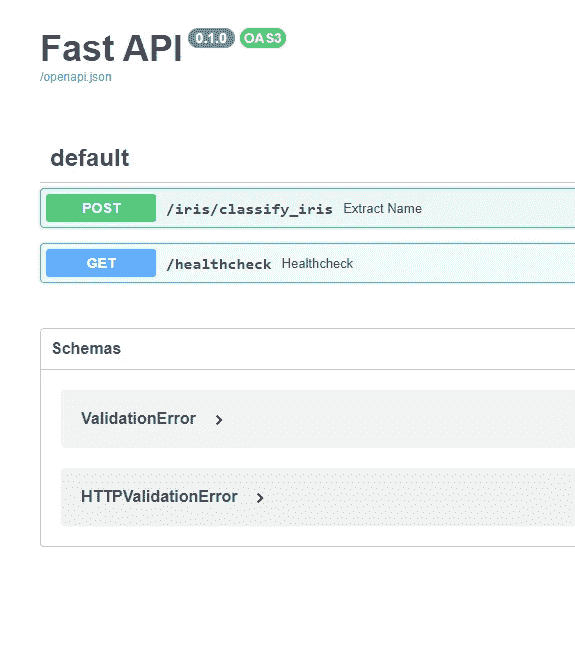 Fast API 0.1.0 OAS3
/openapi.json
default
POST /iris/classify_iris Extract Name
GET /healthcheck Healthcheck
Schemas
ValidationError
HTTPValidationError